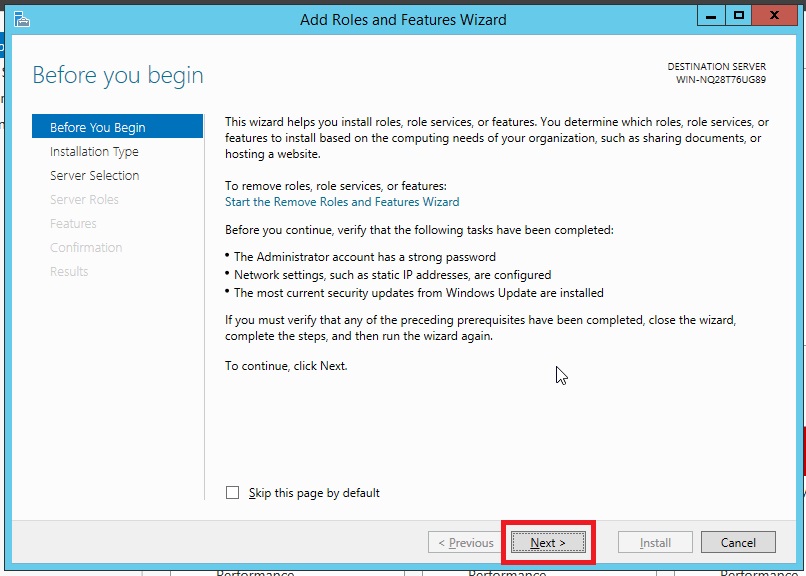 Add Roles and Features Wizard
Before you begin
DESTINATION SERVER
WIN-NQ28T76UG89
Before You Begin
Installation Type
Server Selection
Server Roles
Features
Confirmation
Results
This wizard helps you install roles, role services, or features. You determine which roles, role services, or
features to install based on the computing needs of your organization, such as sharing documents, or
hosting a website.
To remove roles, role services, or features:
Start the Remove Roles and Features Wizard
Before you continue, verify that the following tasks have been completed:
• The Administrator account has a strong password
• Network settings, such as static IP addresses, are configured
• The most current security updates from Windows Update are installed
If you must verify that any of the preceding prerequisites have been completed, close the wizard,
complete the steps, and then run the wizard again.
To continue, click Next.
Skip this page by default
< Previous
Next >
Install
Cancel
Performance
Performance
Performance